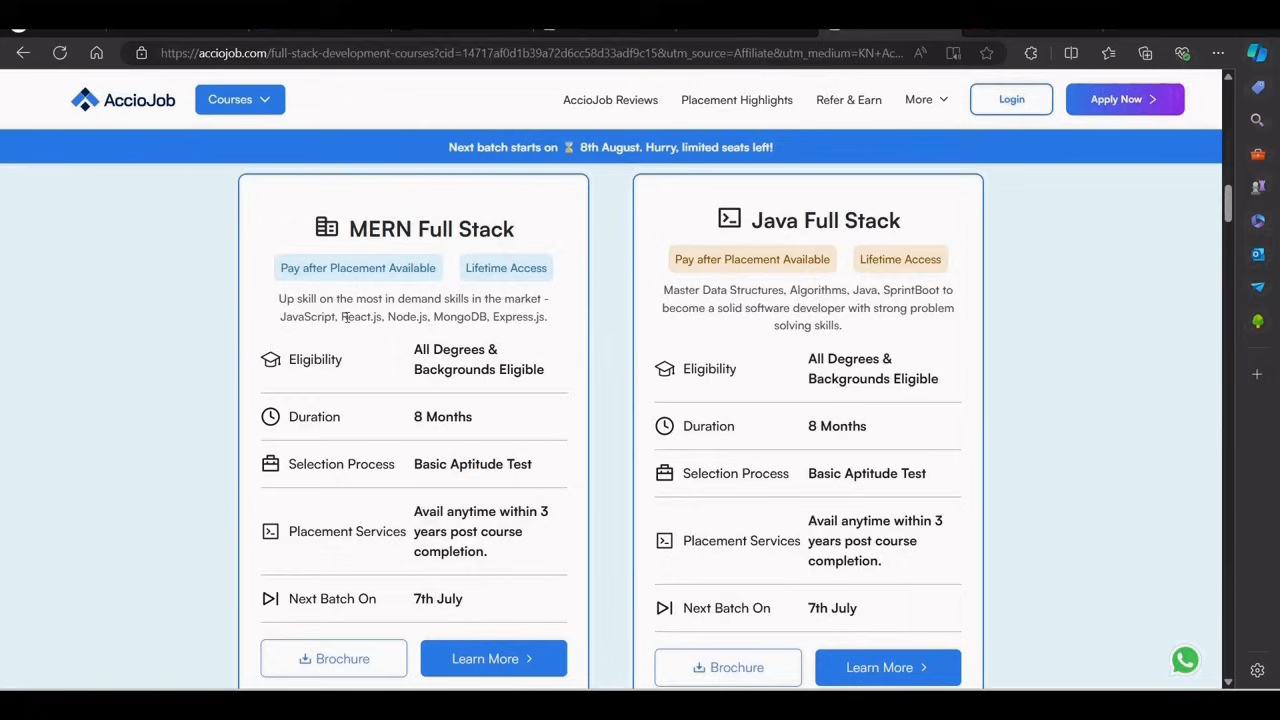 https://acciojob.com/full-stack-development-courses?cid=14717af0d1b39a72d6cc58d33adf9c15&utm_source=Affiliate&utm_medium=KN+Ac...
AccioJob
Courses
AccioJob Reviews
Placement Highlights
Refer & Earn
More
Login
Apply Now
Next batch starts on ⏳ 8th August. Hurry, limited seats left!
MERN Full Stack
Pay after Placement Available
Lifetime Access
Up skill on the most in demand skills in the market -
JavaScript, React.js, Node.js, MongoDB, Express.js.
Eligibility
All Degrees &
Backgrounds Eligible
Duration
8 Months
Selection Process
Basic Aptitude Test
Placement Services
Avail anytime within 3
years post course
completion.
Next Batch On
7th July
Brochure
Learn More
Java Full Stack
Pay after Placement Available
Lifetime Access
Master Data Structures, Algorithms, Java, SprintBoot to
become a solid software developer with strong problem
solving skills.
Eligibility
All Degrees &
Backgrounds Eligible
Duration
8 Months
Selection Process
Basic Aptitude Test
Placement Services
Avail anytime within 3
years post course
completion.
Next Batch On
7th July
Brochure
Learn More